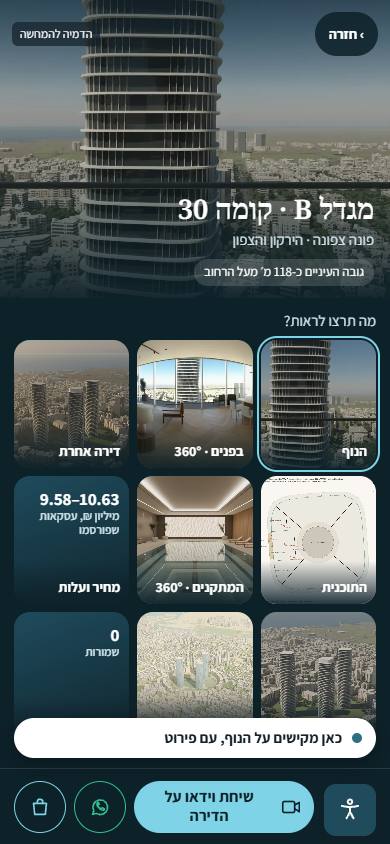 ‹ חזרה
הדמיה להמחשה
מגדל B · קומה 30
פונה צפונה · הירקון והצפון
גובה העיניים כ-118 מ׳ מעל הרחוב
מה תרצו לראות?
הנוף
בפנים · 360°
דירה אחרת
התוכנית
המתקנים · 360°
9.58–10.63
מיליון ₪, עסקאות
שפורסמו
מחיר ועלות
0
שמורות
כאן מקישים על הנוף, עם פירוט
שיחת וידאו על
הדירה